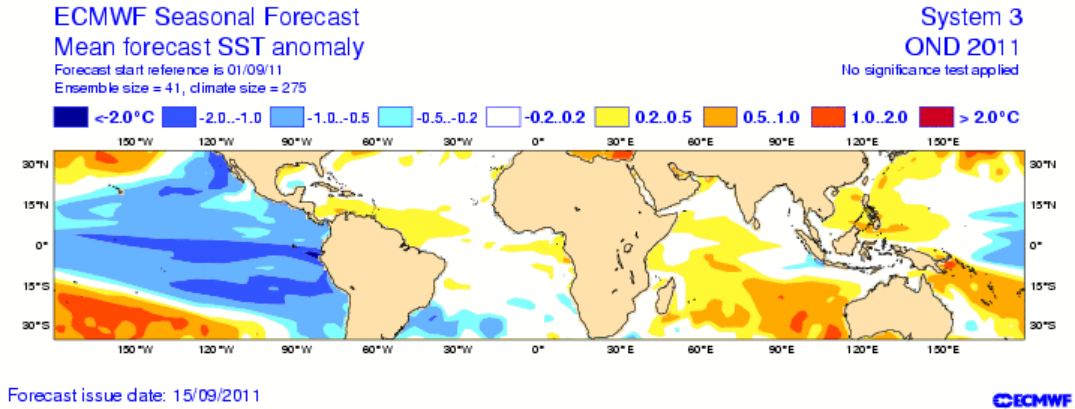 ECMWF Seasonal Forecast
System 3
Mean forecast SST anomaly
OND 2011
Forecast start reference is 01/09/11
No significance test applied
Ensemble size = 41, climate size = 275
<-2.0°C -2.0..-1.0 -1.0..-0.5 -0.5..-0.2 -0.2..0.2 0.2..0.5 0.5..1.0 1.0..2.0 > 2.0°C
150°W 120°W 90°W 60°W 30°W 0° 30°E 60°E 90°E 120°E 150°E
30°N 30°N
15°N 15°N
0° 0°
15°S 15°S
30°S 30°S
150°W 120°W 90°W 60°W 30°W 0° 30°E 60°E 90°E 120°E 150°E
Forecast issue date: 15/09/2011
ECMWF